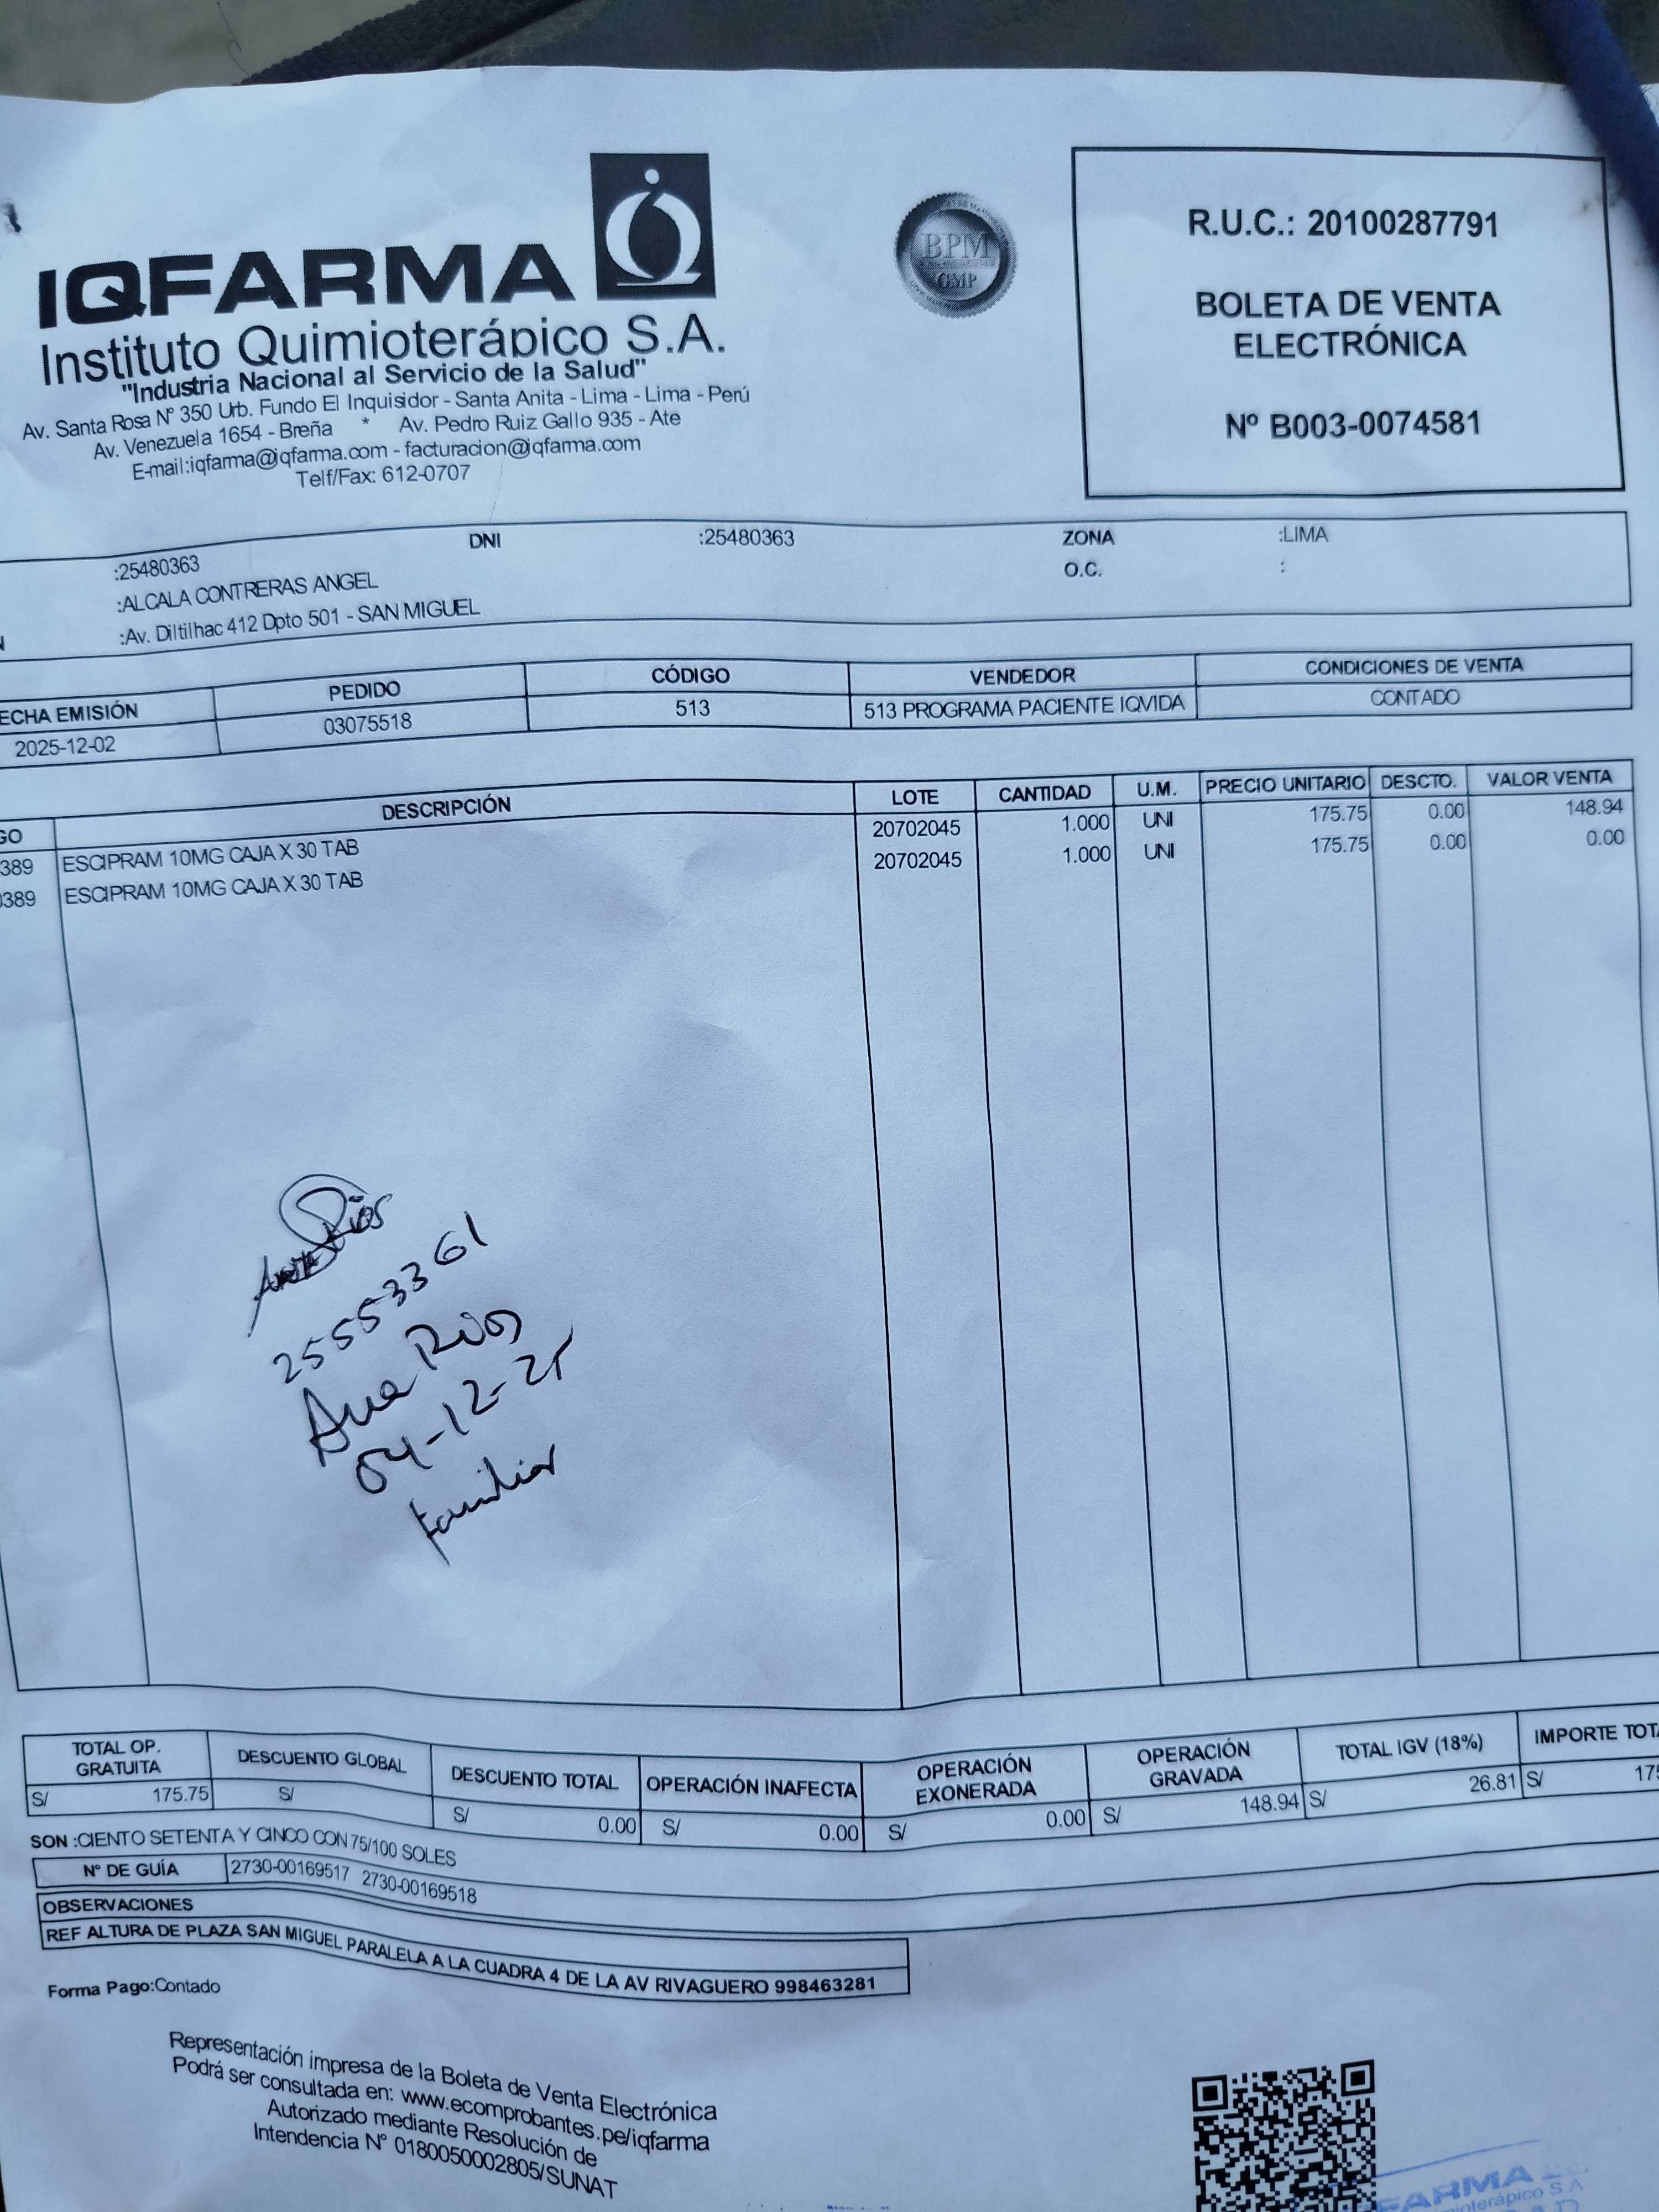 IQFARMA
Instituto Quimioterápico S.A.
"Industria Nacional al Servicio de la Salud"
Av. Santa Rosa Nº 350 Urb. Fundo El Inquisidor - Santa Anita - Lima - Lima - Perú
Av. Venezuela 1654 - Breña * Av. Pedro Ruiz Gallo 935 - Ate
E-mail:iqfarma@iqfarma.com - facturacion@iqfarma.com
Telf/Fax: 612-0707
BPM
GMP
R.U.C.: 20100287791
BOLETA DE VENTA
ELECTRÓNICA
Nº B003-0074581
:25480363 DNI :25480363 ZONA :LIMA
:ALCALA CONTRERAS ANGEL O.C. :
:Av. Diltilhac 412 Dpto 501 - SAN MIGUEL
ECHA EMISIÓN PEDIDO CÓDIGO VENDEDOR CONDICIONES DE VENTA
2025-12-02 03075518 513 513 PROGRAMA PACIENTE IQVIDA CONTADO
GO DESCRIPCIÓN LOTE CANTIDAD U.M. PRECIO UNITARIO DESCTO. VALOR VENTA
389 ESCIPRAM 10MG CAJA X 30 TAB 20702045 1.000 UNI 175.75 0.00 148.94
0389 ESCIPRAM 10MG CAJA X 30 TAB 20702045 1.000 UNI 175.75 0.00 0.00
25553361
Ana Rios
04-12-25
familiar
TOTAL OP. GRATUITA DESCUENTO GLOBAL DESCUENTO TOTAL OPERACIÓN INAFECTA OPERACIÓN EXONERADA OPERACIÓN GRAVADA TOTAL IGV (18%) IMPORTE TOTA
S/ 175.75 S/ S/ 0.00 S/ 0.00 S/ 0.00 S/ 148.94 S/ 26.81 S/ 175
SON :CIENTO SETENTA Y CINCO CON 75/100 SOLES
Nº DE GUÍA 2730-00169517 2730-00169518
OBSERVACIONES
REF ALTURA DE PLAZA SAN MIGUEL PARALELA A LA CUADRA 4 DE LA AV RIVAGUERO 998463281
Forma Pago:Contado
Representación impresa de la Boleta de Venta Electrónica
Podrá ser consultada en: www.ecomprobantes.pe/iqfarma
Autorizado mediante Resolución de
Intendencia N° 0180050002805/SUNAT
FARMA